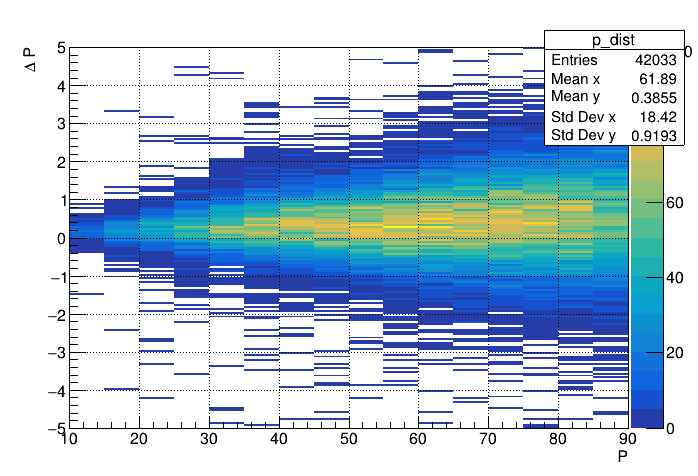 Δ P
p_dist
Entries 42033
Mean x 61.89
Mean y 0.3855
Std Dev x 18.42
Std Dev y 0.9193
0
5
4
3
2
1
0
−1
−2
−3
−4
−5
10 20 30 40 50 60 70 80 90
P
60
40
20
0